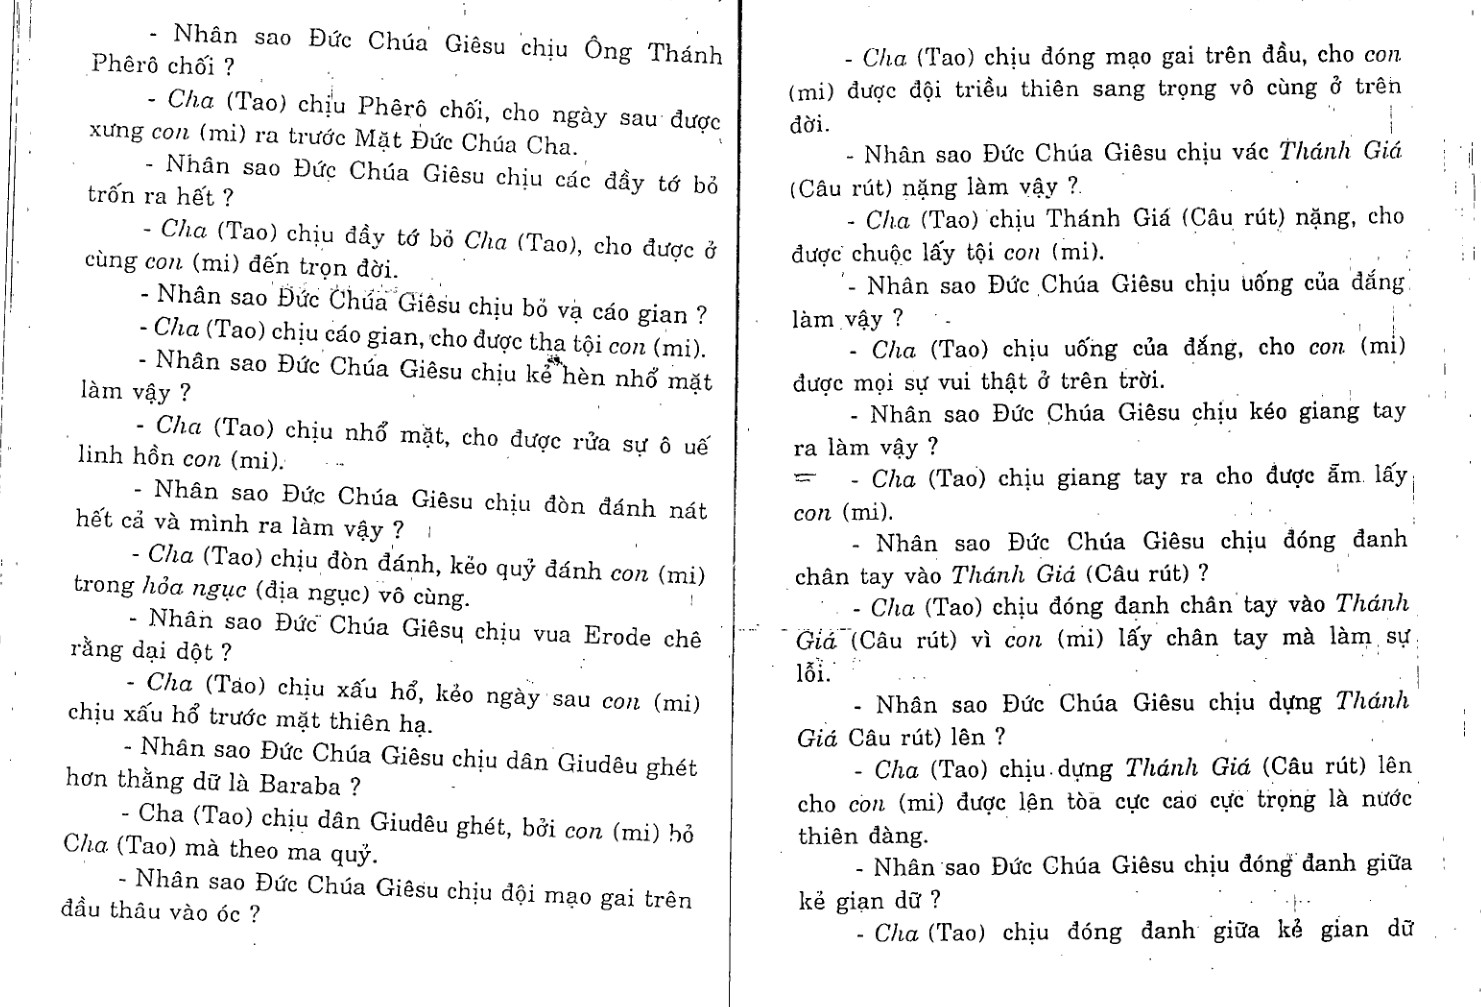 - Nhân sao Đức Chúa Giêsu chịu Ông Thánh
Phêrô chối ?
- Cha (Tao) chịu Phêrô chối, cho ngày sau được
xưng con (mi) ra trước Mặt Đức Chúa Cha.
- Nhân sao Đức Chúa Giêsu chịu các đầy tớ bỏ
trốn ra hết ?
- Cha (Tao) chịu đầy tớ bỏ Cha (Tao), cho được ở
cùng con (mi) đến trọn đời.
- Nhân sao Đức Chúa Giêsu chịu bỏ vạ cáo gian ?
- Cha (Tao) chịu cáo gian, cho được tha tội con (mi).
- Nhân sao Đức Chúa Giêsu chịu kẻ hèn nhổ mặt
làm vậy ?
- Cha (Tao) chịu nhổ mặt, cho được rửa sự ô uế
linh hồn con (mi).
- Nhân sao Đức Chúa Giêsu chịu đòn đánh nát
hết cả và mình ra làm vậy ?
- Cha (Tao) chịu đòn đánh, kẻo quỷ đánh con (mi)
trong hỏa ngục (địa ngục) vô cùng.
- Nhân sao Đức Chúa Giêsu chịu vua Erode chê
rằng dại dột ?
- Cha (Tao) chịu xấu hổ, kẻo ngày sau con (mi)
chịu xấu hổ trước mặt thiên hạ.
- Nhân sao Đức Chúa Giêsu chịu dân Giudêu ghét
hơn thằng dữ là Baraba ?
- Cha (Tao) chịu dân Giudêu ghét, bởi con (mi) bỏ
Cha (Tao) mà theo ma quỷ.
- Nhân sao Đức Chúa Giêsu chịu đội mạo gai trên
đầu thâu vào óc ?
- Cha (Tao) chịu đóng mạo gai trên đầu, cho con
(mi) được đội triều thiên sang trọng vô cùng ở trên
đời.
- Nhân sao Đức Chúa Giêsu chịu vác Thánh Giá
(Câu rút) nặng làm vậy ?
- Cha (Tao) chịu Thánh Giá (Câu rút) nặng, cho
được chuộc lấy tội con (mi).
- Nhân sao Đức Chúa Giêsu chịu uống của đắng
làm vậy ?
- Cha (Tao) chịu uống của đắng, cho con (mi)
được mọi sự vui thật ở trên trời.
- Nhân sao Đức Chúa Giêsu chịu kéo giang tay
ra làm vậy ?
- Cha (Tao) chịu giang tay ra cho được ẵm lấy
con (mi).
- Nhân sao Đức Chúa Giêsu chịu đóng đanh
chân tay vào Thánh Giá (Câu rút) ?
- Cha (Tao) chịu đóng đanh chân tay vào Thánh
Giá (Câu rút) vì con (mi) lấy chân tay mà làm sự
lỗi.
- Nhân sao Đức Chúa Giêsu chịu dựng Thánh
Giá Câu rút) lên ?
- Cha (Tao) chịu dựng Thánh Giá (Câu rút) lên
cho con (mi) được lên tòa cực cao cực trọng là nước
thiên đàng.
- Nhân sao Đức Chúa Giêsu chịu đóng đanh giữa
kẻ gian dữ ?
- Cha (Tao) chịu đóng đanh giữa kẻ gian dữ